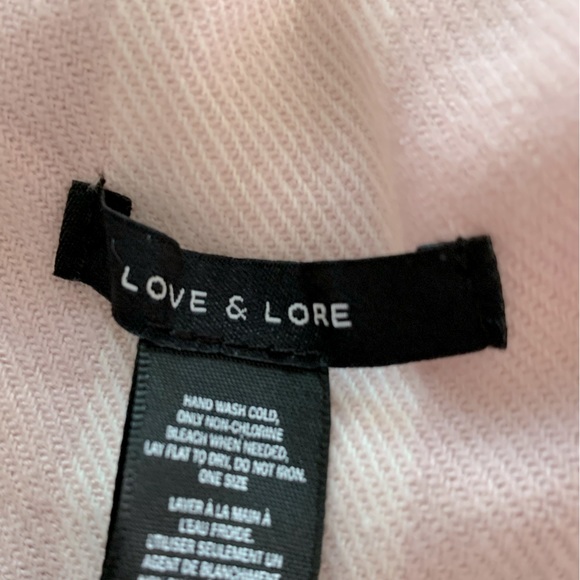 LOVE & LORE
HAND WASH COLD,
ONLY NON-CHLORINE
BLEACH WHEN NEEDED,
LAY FLAT TO DRY, DO NOT IRON.
ONE SIZE
LAVER À LA MAIN À
L'EAU FROIDE.
UTILISER SEULEMENT UN
AGENT DE BLANCHIMENT